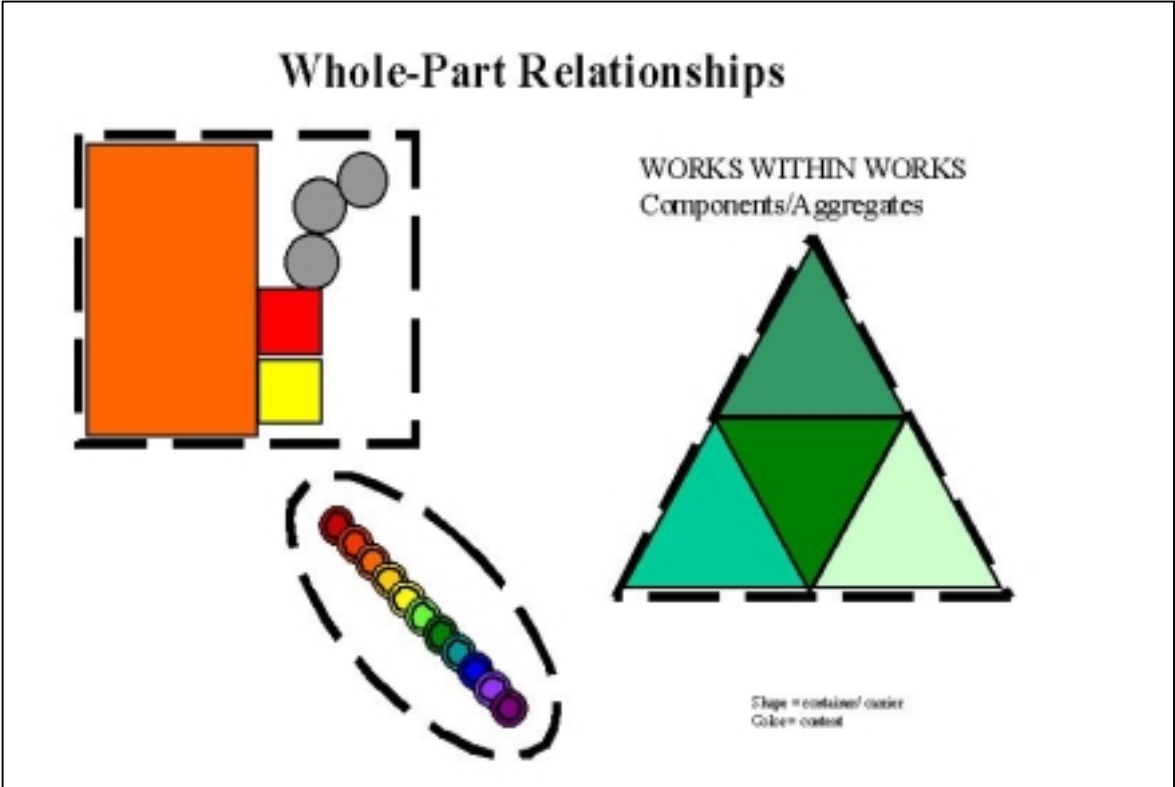 Whole-Part Relationships
WORKS WITHIN WORKS
Components/Aggregates
Shape = container/ carrier
Color = content